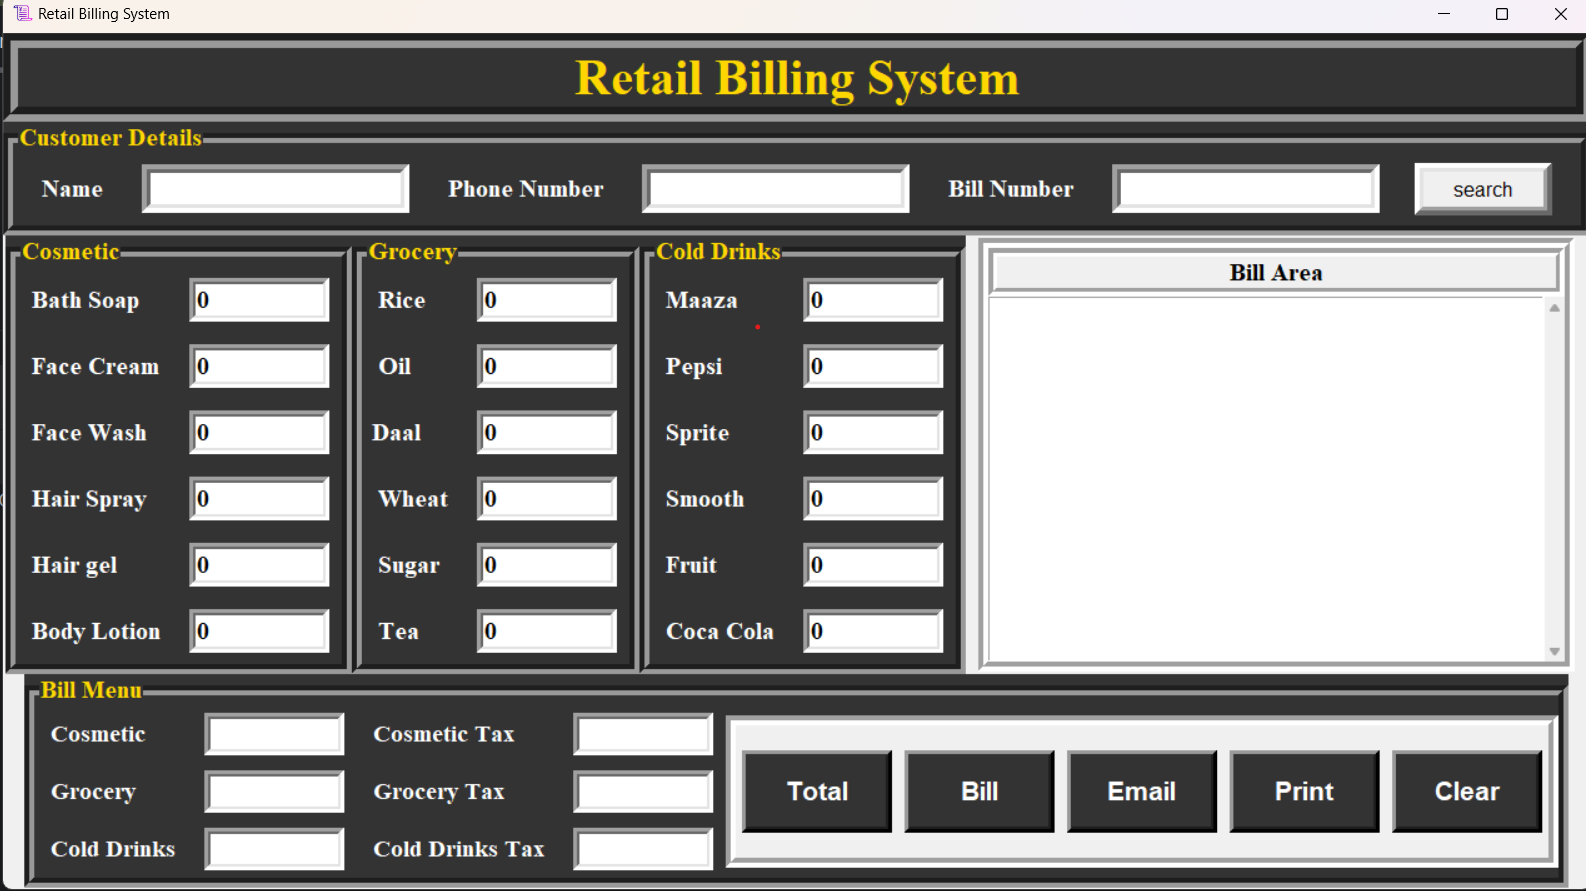 Retail Billing System
Retail Billing System
Customer Details
Name Phone Number Bill Number search
Cosmetic
Bath Soap 0
Face Cream 0
Face Wash 0
Hair Spray 0
Hair gel 0
Body Lotion 0
Grocery
Rice 0
Oil 0
Daal 0
Wheat 0
Sugar 0
Tea 0
Cold Drinks
Maaza 0
Pepsi 0
Sprite 0
Smooth 0
Fruit 0
Coca Cola 0
Bill Area
Bill Menu
Cosmetic Cosmetic Tax
Grocery Grocery Tax
Cold Drinks Cold Drinks Tax
Total Bill Email Print Clear